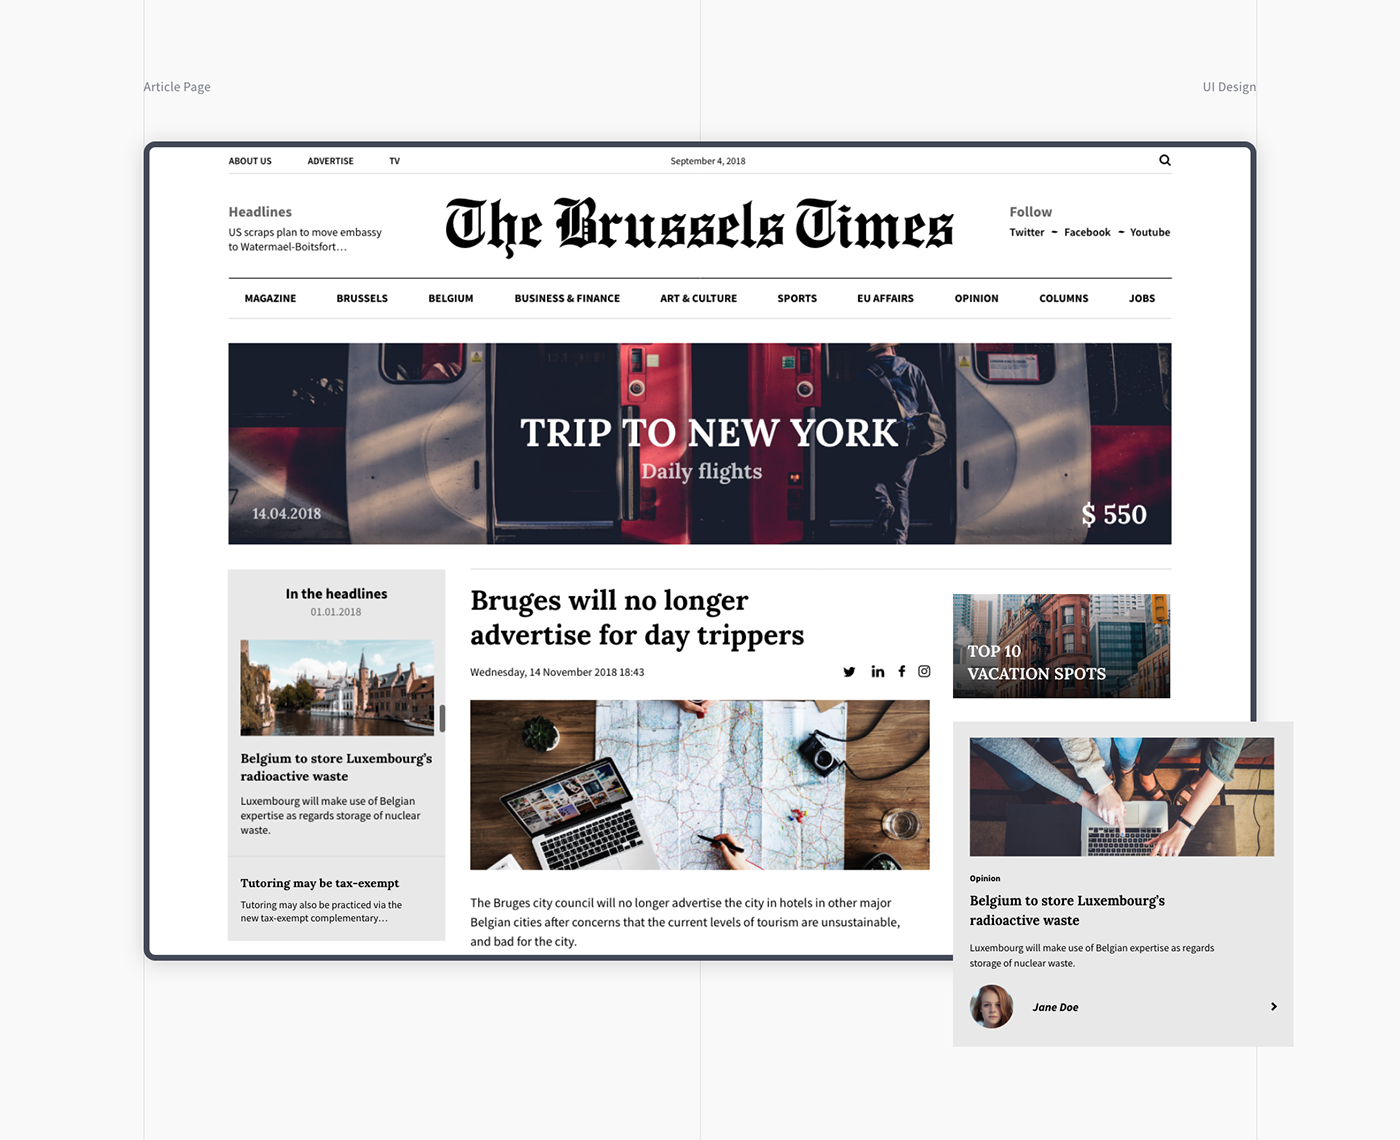 Article Page
UI Design
ABOUT US
ADVERTISE
TV
September 4, 2018
Headlines
US scraps plan to move embassy
to Watermael-Boitsfort...
The Brussels Times
Follow
Twitter - Facebook - Youtube
MAGAZINE
BRUSSELS
BELGIUM
BUSINESS & FINANCE
ART & CULTURE
SPORTS
EU AFFAIRS
OPINION
COLUMNS
JOBS
TRIP TO NEW YORK
Daily flights
7
14.04.2018
$ 550
In the headlines
01.01.2018
Belgium to store Luxembourg's
radioactive waste
Luxembourg will make use of Belgian
expertise as regards storage of nuclear
waste.
Tutoring may be tax-exempt
Tutoring may also be practiced via the
new tax-exempt complementary...
Bruges will no longer
advertise for day trippers
Wednesday, 14 November 2018 18:43
The Bruges city council will no longer advertise the city in hotels in other major
Belgian cities after concerns that the current levels of tourism are unsustainable,
and bad for the city.
TOP 10
VACATION SPOTS
Opinion
Belgium to store Luxembourg's
radioactive waste
Luxembourg will make use of Belgian expertise as regards
storage of nuclear waste.
Jane Doe